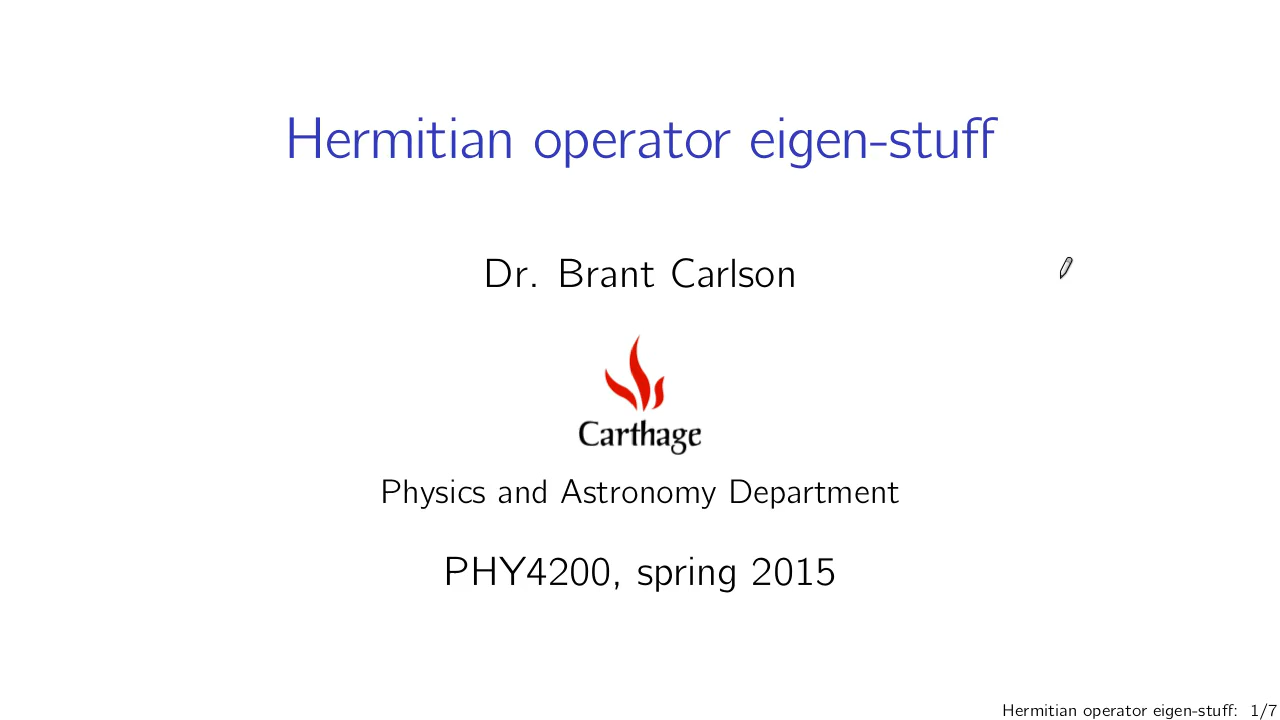 Hermitian operator eigen-stuff
Dr. Brant Carlson
Carthage
Physics and Astronomy Department
PHY4200, spring 2015
Hermitian operator eigen-stuff: 1/7